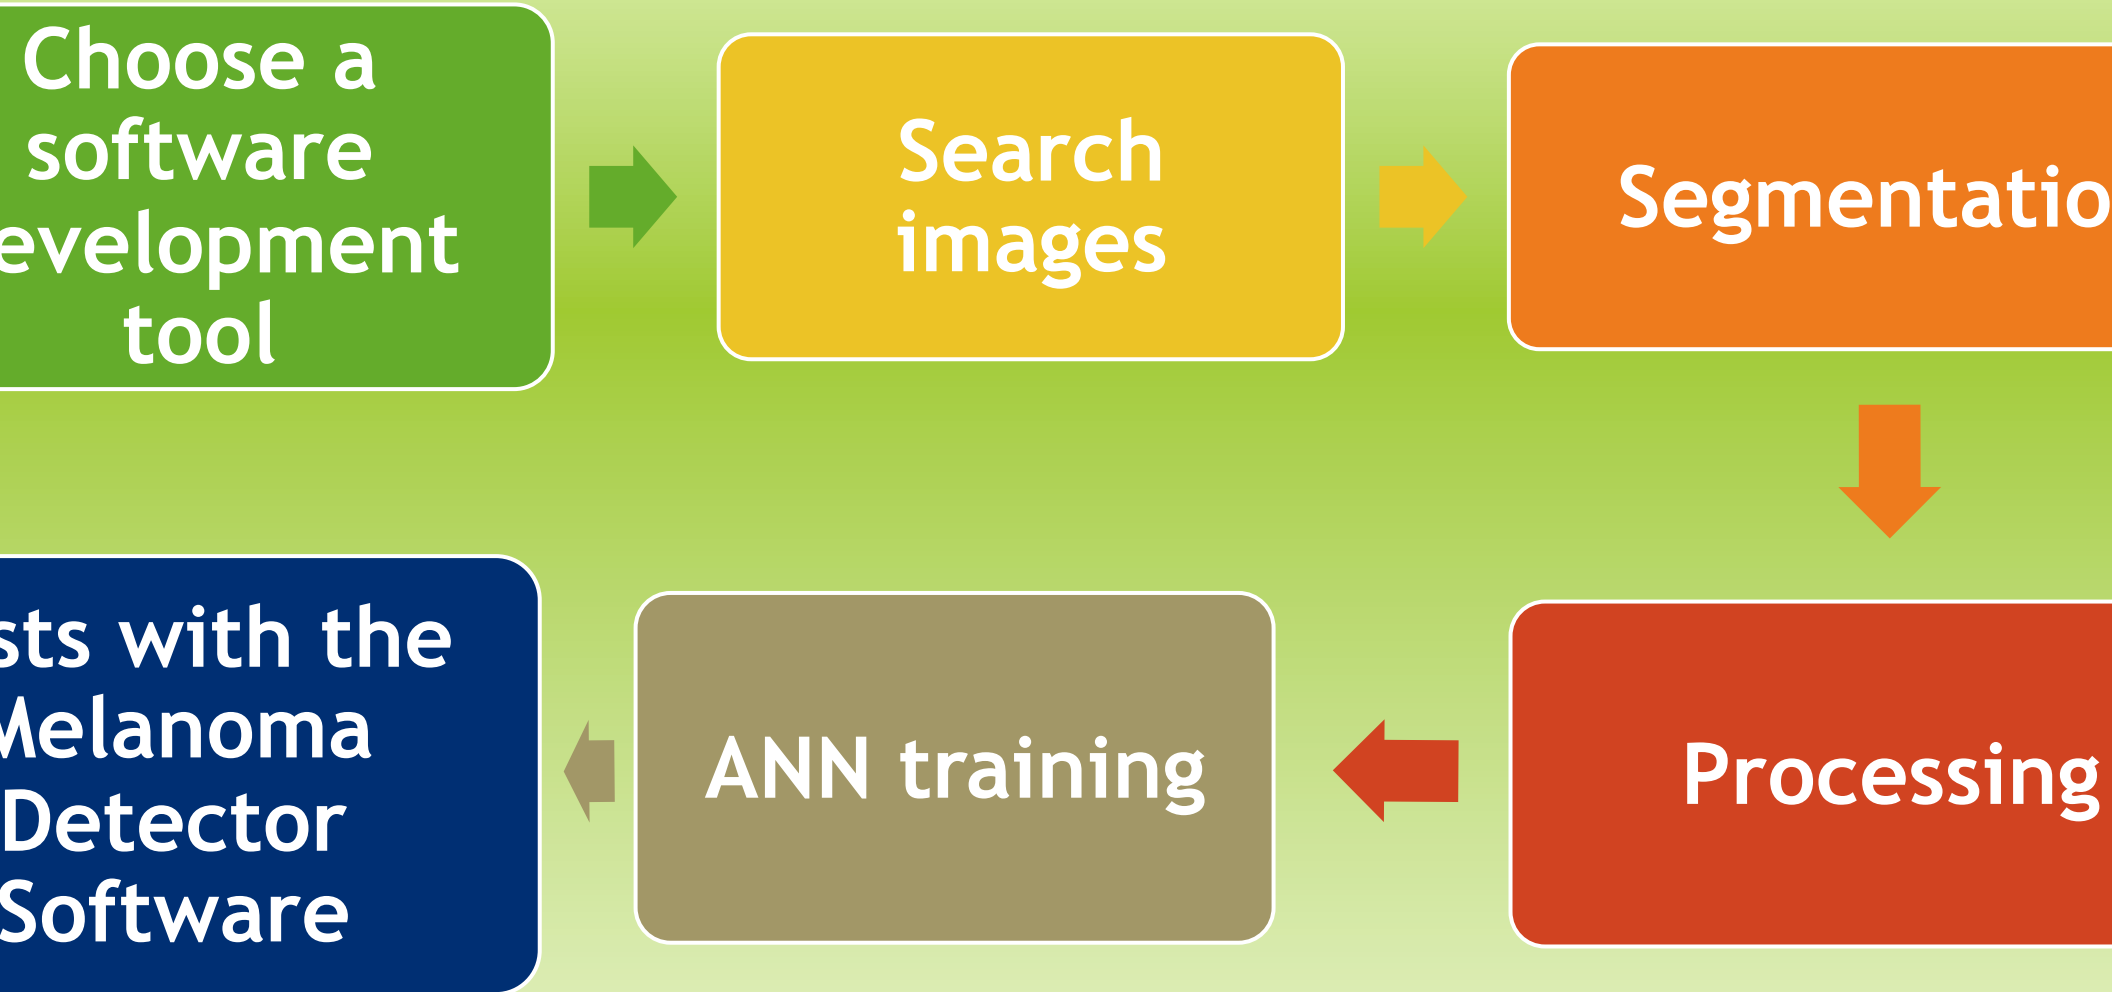 Choose a
software
evelopment
tool
Search
images
Segmentatio
Processing
ANN training
sts with the
Melanoma
Detector
Software